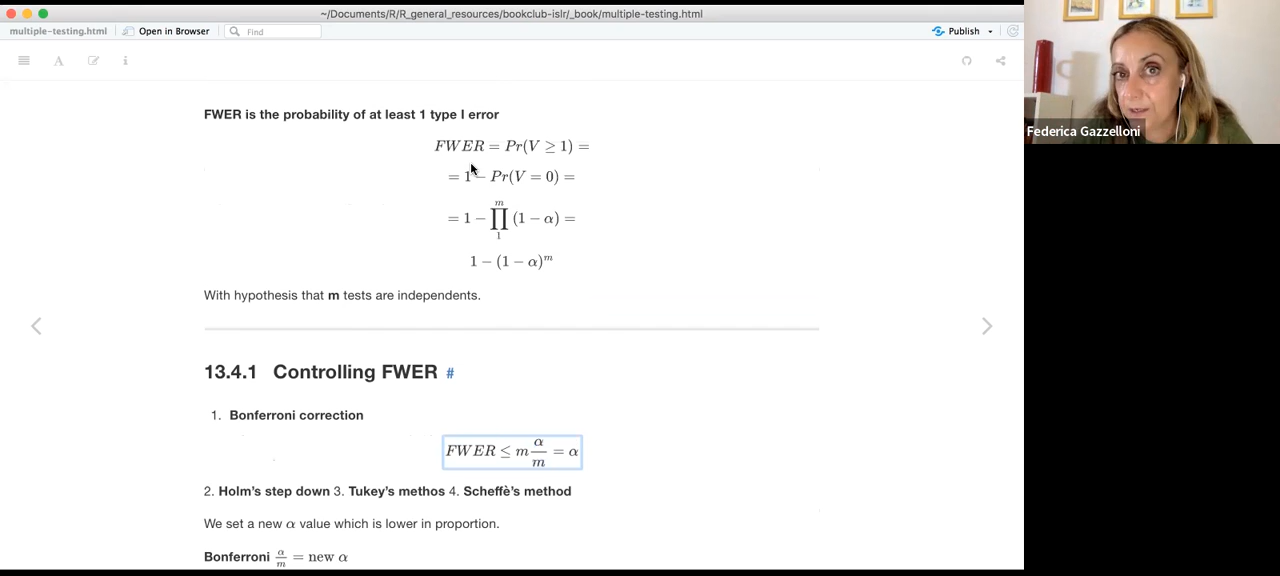 ~/Documents/R/R_general_resources/bookclub-islr/_book/multiple-testing.html
multiple-testing.html Open in Browser Find Publish
A i
FWER is the probability of at least 1 type I error
FWER = Pr(V ≥ 1) =
= 1 − Pr(V = 0) =
= 1 − ∏₁ᵐ (1 − α) =
1 − (1 − α)ᵐ
With hypothesis that m tests are independents.
13.4.1 Controlling FWER #
1. Bonferroni correction
FWER ≤ m α/m = α
2. Holm's step down 3. Tukey's methos 4. Scheffè's method
We set a new α value which is lower in proportion.
Bonferroni α/m = new α
Federica Gazzelloni